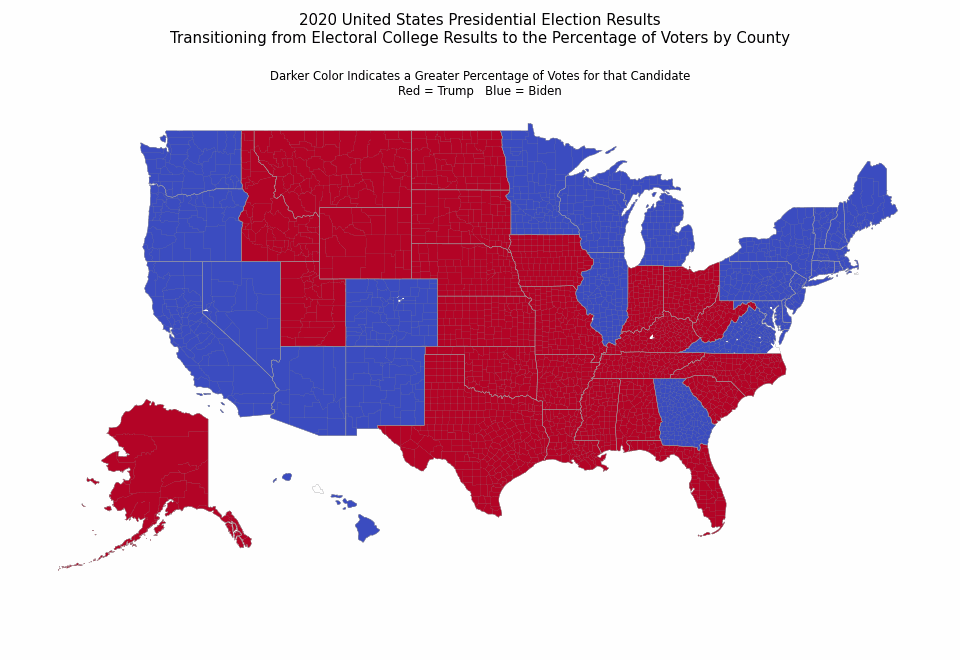 2020 United States Presidential Election Results
Transitioning from Electoral College Results to the Percentage of Voters by County
Darker Color Indicates a Greater Percentage of Votes for that Candidate
Red = Trump   Blue = Biden